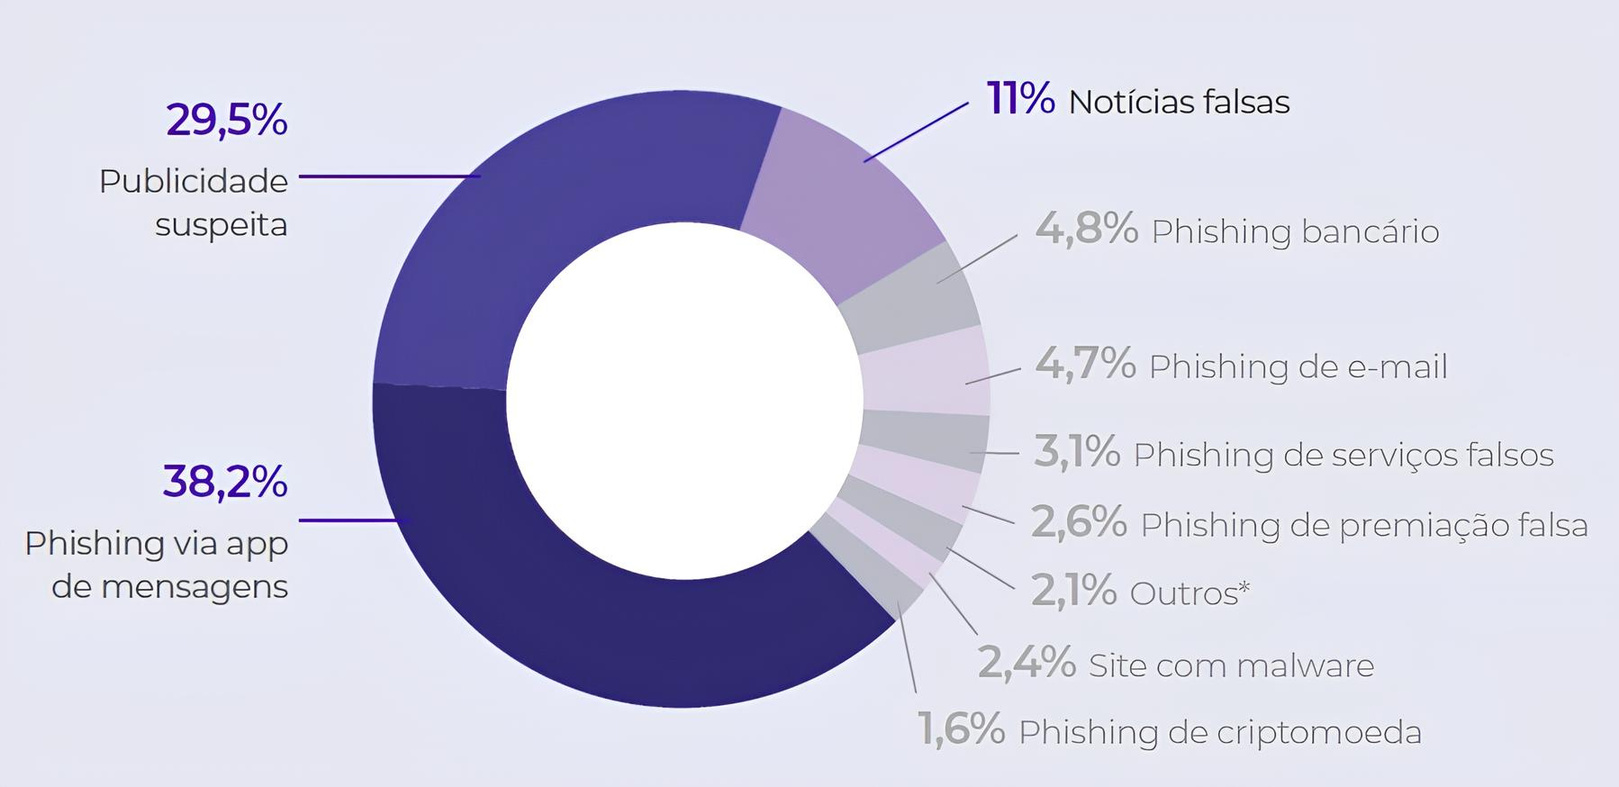 29,5%
Publicidade
suspeita
38,2%
Phishing via app
de mensagens
11% Notícias falsas
4,8% Phishing bancário
4,7% Phishing de e-mail
3,1% Phishing de serviços falsos
2,6% Phishing de premiação falsa
2,1% Outros*
2,4% Site com malware
1,6% Phishing de criptomoeda